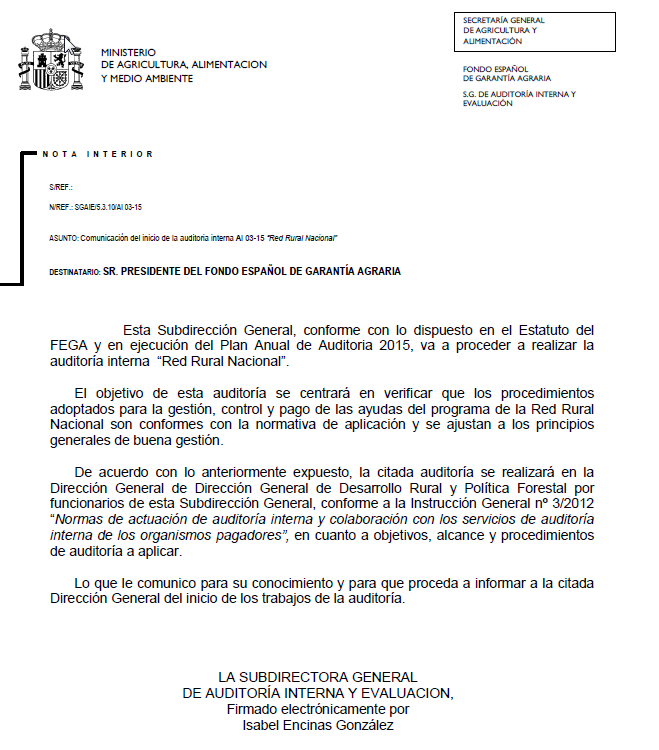 MINISTERIO
DE AGRICULTURA, ALIMENTACION
Y MEDIO AMBIENTE
SECRETARÍA GENERAL
DE AGRICULTURA Y
ALIMENTACIÓN
FONDO ESPAÑOL
DE GARANTÍA AGRARIA
S.G. DE AUDITORÍA INTERNA Y
EVALUACIÓN
NOTA INTERIOR
S/REF.:
N/REF.: SGAIE/5.3.10/AI 03-15
ASUNTO: Comunicación del inicio de la auditoria interna AI 03-15 "Red Rural Nacional"
DESTINATARIO: SR. PRESIDENTE DEL FONDO ESPAÑOL DE GARANTÍA AGRARIA
Esta Subdirección General, conforme con lo dispuesto en el Estatuto del
FEGA y en ejecución del Plan Anual de Auditoria 2015, va a proceder a realizar la
auditoría interna “Red Rural Nacional”.
El objetivo de esta auditoría se centrará en verificar que los procedimientos
adoptados para la gestión, control y pago de las ayudas del programa de la Red Rural
Nacional son conformes con la normativa de aplicación y se ajustan a los principios
generales de buena gestión.
De acuerdo con lo anteriormente expuesto, la citada auditoría se realizará en la
Dirección General de Dirección General de Desarrollo Rural y Política Forestal por
funcionarios de esta Subdirección General, conforme a la Instrucción General nº 3/2012
“Normas de actuación de auditoría interna y colaboración con los servicios de auditoría
interna de los organismos pagadores”, en cuanto a objetivos, alcance y procedimientos
de auditoría a aplicar.
Lo que le comunico para su conocimiento y para que proceda a informar a la citada
Dirección General del inicio de los trabajos de la auditoría.
LA SUBDIRECTORA GENERAL
DE AUDITORÍA INTERNA Y EVALUACION,
Firmado electrónicamente por
Isabel Encinas González